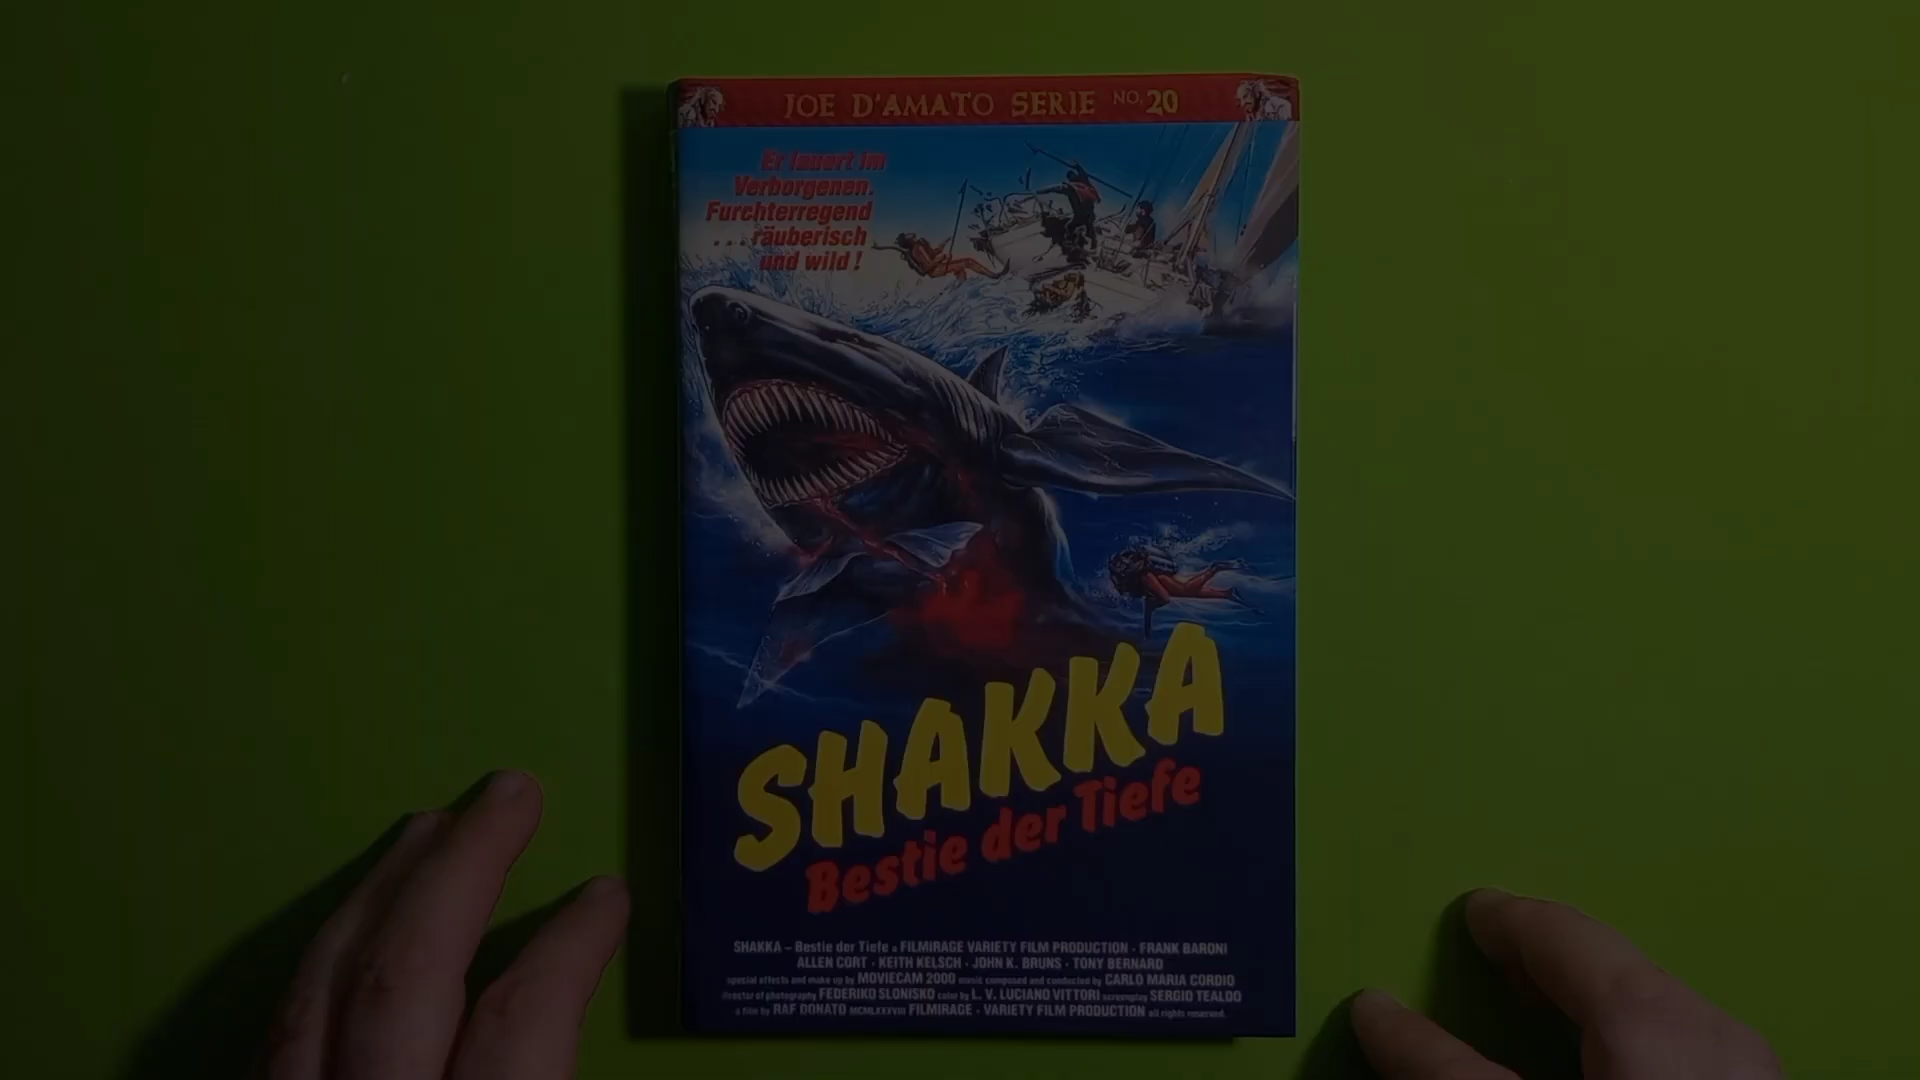 JOE D'AMATO SERIE NO. 20
Er lauert im
Verborgenen.
Furchterregend
...räuberisch
und wild!
SHAKKA
Bestie der Tiefe
SHAKKA – Bestie der Tiefe a FILMIRAGE VARIETY FILM PRODUCTION · FRANK BARONI
ALLEN CORT · KEITH KELSCH · JOHN K. BRUNS · TONY BERNARD
special effects and make up by MOVIECAM 2000 music composed and conducted by CARLO MARIA CORDIO
director of photography FEDERIKO SLONISKO color by L. V. LUCIANO VITTORI screenplay SERGIO TEALDO
a film by RAF DONATO MCMLXXXVIII FILMIRAGE · VARIETY FILM PRODUCTION all rights reserved.